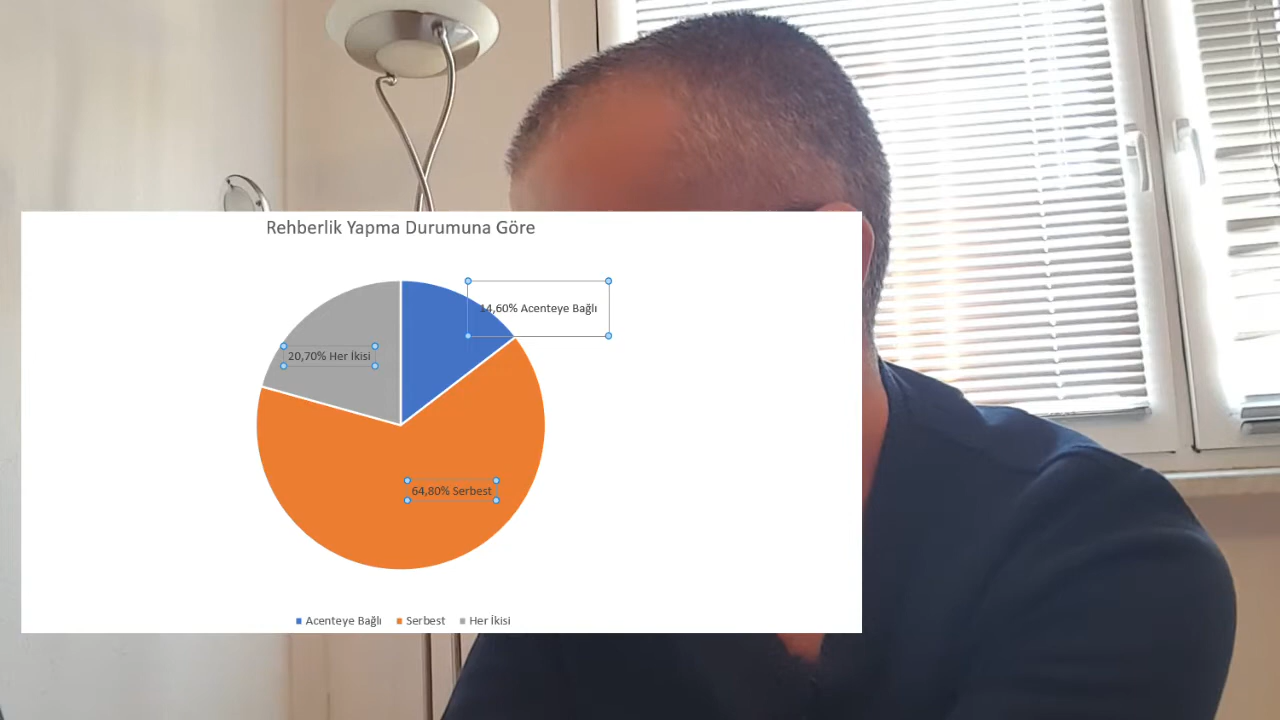 Rehberlik Yapma Durumuna Göre
14,60% Acenteye Bağlı
20,70% Her İkisi
64,80% Serbest
Acenteye Bağlı Serbest Her İkisi